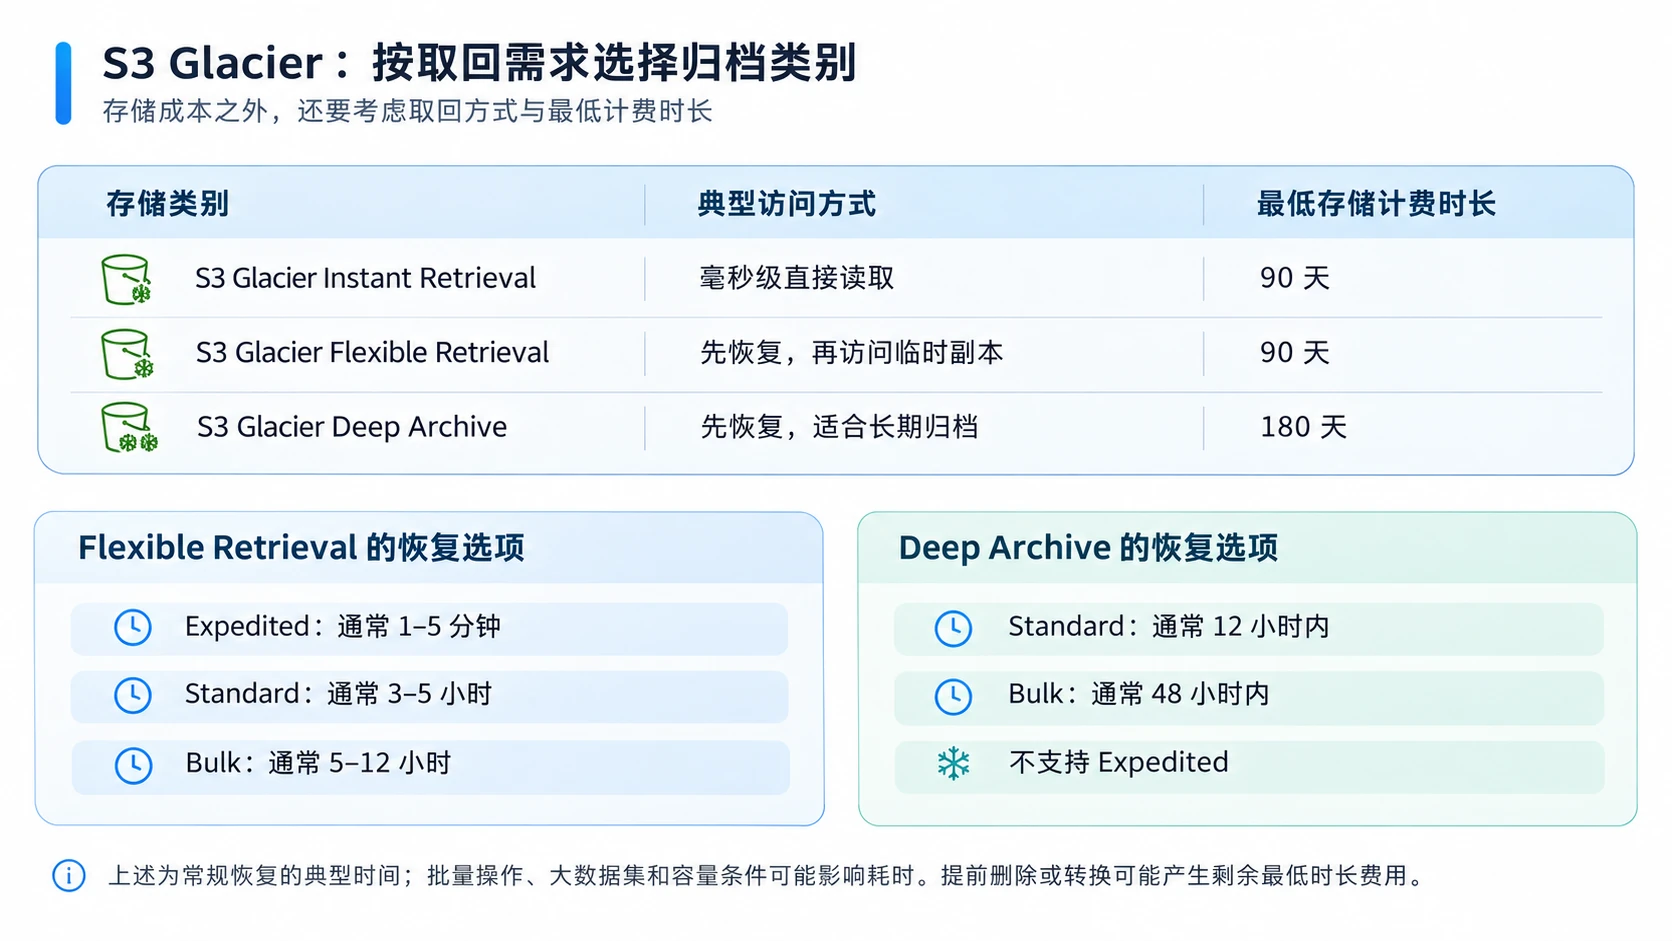 S3 Glacier：按取回需求选择归档类别
存储成本之外，还要考虑取回方式与最低计费时长
存储类别 典型访问方式 最低存储计费时长
S3 Glacier Instant Retrieval 毫秒级直接读取 90 天
S3 Glacier Flexible Retrieval 先恢复，再访问临时副本 90 天
S3 Glacier Deep Archive 先恢复，适合长期归档 180 天
Flexible Retrieval 的恢复选项
Expedited：通常 1–5 分钟
Standard：通常 3–5 小时
Bulk：通常 5–12 小时
Deep Archive 的恢复选项
Standard：通常 12 小时内
Bulk：通常 48 小时内
不支持 Expedited
上述为常规恢复的典型时间；批量操作、大数据集和容量条件可能影响耗时。提前删除或转换可能产生剩余最低时长费用。